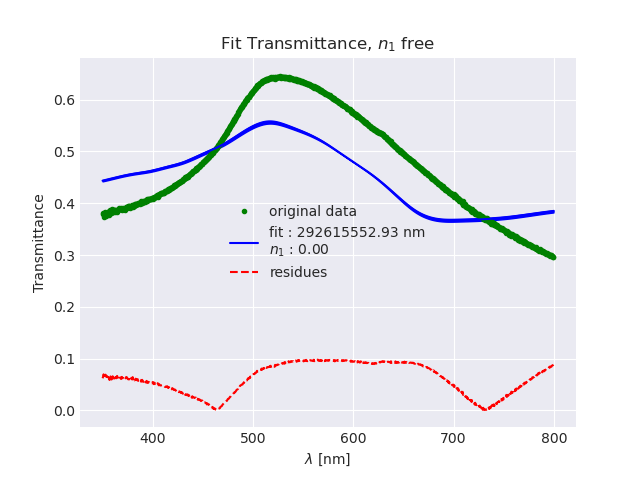 Fit Transmittance, n₁ free
Transmittance
0.6
0.5
0.4
0.3
0.2
0.1
0.0
original data
fit : 292615552.93 nm
n₁ : 0.00
residues
400 500 600 700 800
λ [nm]